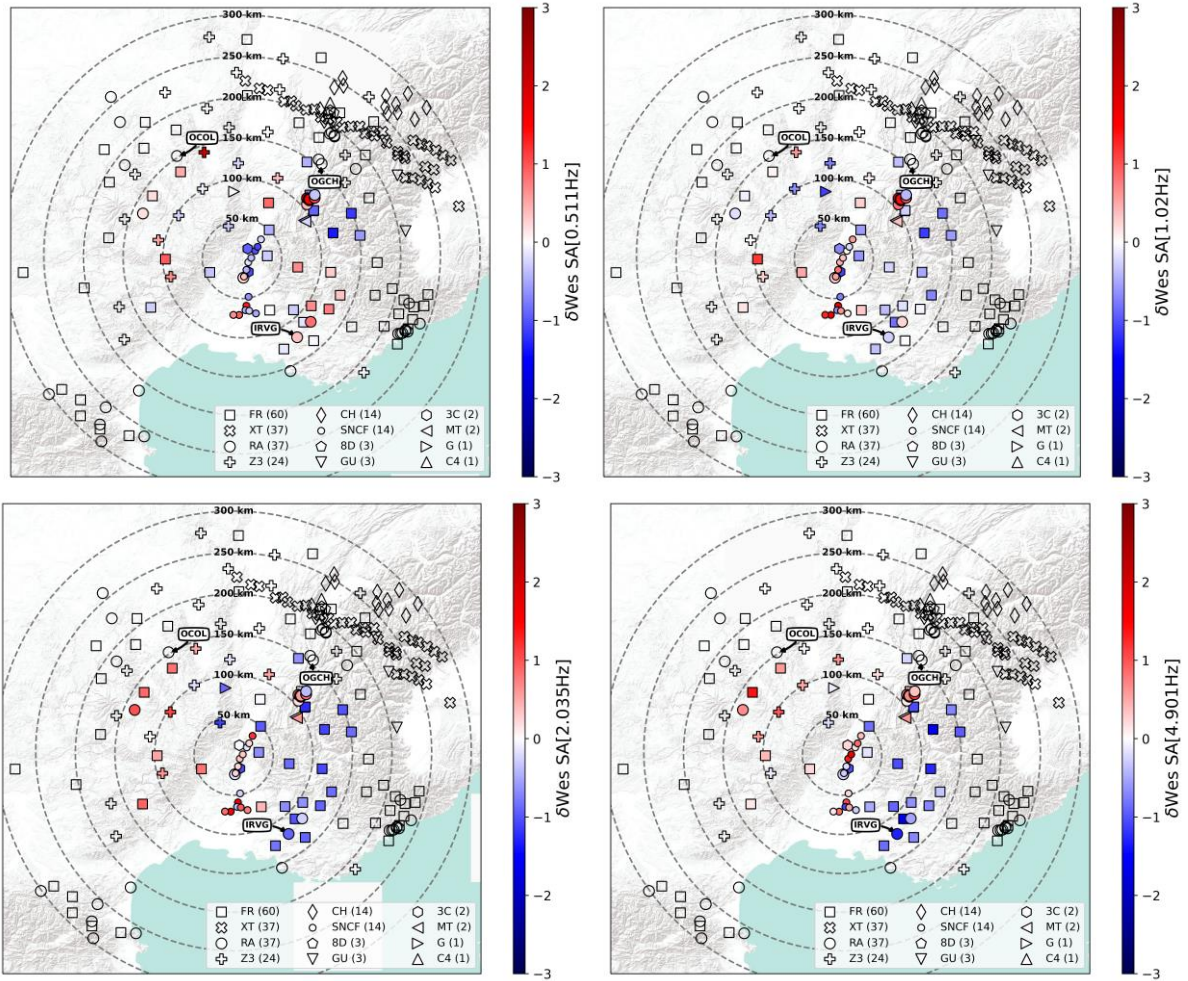 300 km
250 km
200 km
150 km
100 km
50 km
OCOL
OGCH
IRVG
FR (60) CH (14) 3C (2)
XT (37) SNCF (14) MT (2)
RA (37) 8D (3) G (1)
Z3 (24) GU (3) C4 (1)
3
2
1
0
−1
−2
−3
δWes SA[0.511Hz]
300 km
250 km
200 km
150 km
100 km
50 km
OCOL
OGCH
IRVG
FR (60) CH (14) 3C (2)
XT (37) SNCF (14) MT (2)
RA (37) 8D (3) G (1)
Z3 (24) GU (3) C4 (1)
3
2
1
0
−1
−2
−3
δWes SA[1.02Hz]
300 km
250 km
200 km
150 km
100 km
50 km
OCOL
OGCH
IRVG
FR (60) CH (14) 3C (2)
XT (37) SNCF (14) MT (2)
RA (37) 8D (3) G (1)
Z3 (24) GU (3) C4 (1)
3
2
1
0
−1
−2
−3
δWes SA[2.035Hz]
300 km
250 km
200 km
150 km
100 km
50 km
OCOL
OGCH
IRVG
FR (60) CH (14) 3C (2)
XT (37) SNCF (14) MT (2)
RA (37) 8D (3) G (1)
Z3 (24) GU (3) C4 (1)
3
2
1
0
−1
−2
−3
δWes SA[4.901Hz]